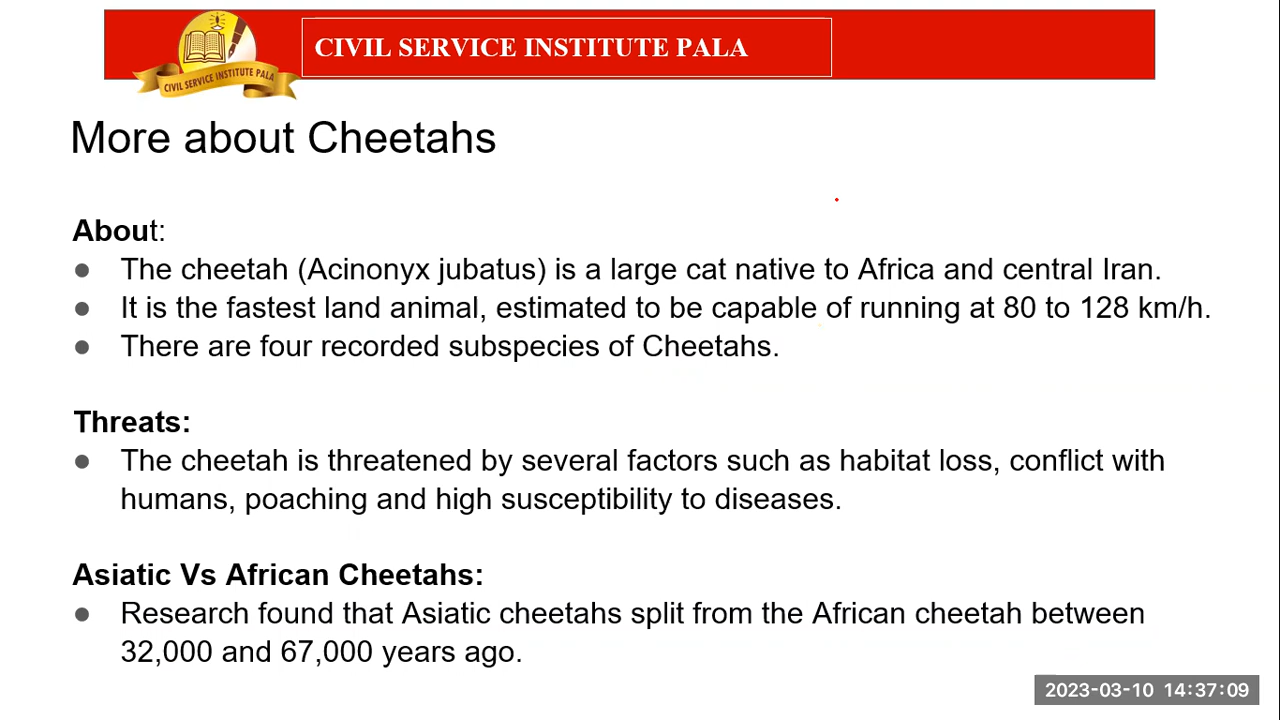 CIVIL SERVICE INSTITUTE PALA
CIVIL SERVICE INSTITUTE PALA
More about Cheetahs
About:
● The cheetah (Acinonyx jubatus) is a large cat native to Africa and central Iran.
● It is the fastest land animal, estimated to be capable of running at 80 to 128 km/h.
● There are four recorded subspecies of Cheetahs.
Threats:
● The cheetah is threatened by several factors such as habitat loss, conflict with
humans, poaching and high susceptibility to diseases.
Asiatic Vs African Cheetahs:
● Research found that Asiatic cheetahs split from the African cheetah between
32,000 and 67,000 years ago.
2023-03-10 14:37:09